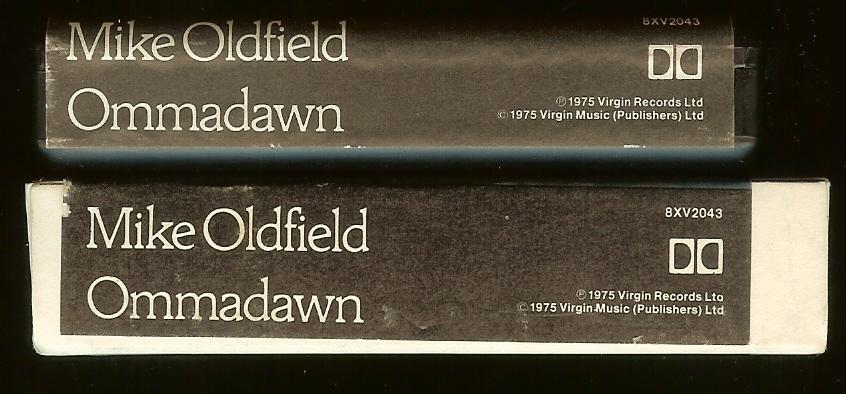 8XV2043
Mike Oldfield
Ommadawn
℗ 1975 Virgin Records Ltd
© 1975 Virgin Music (Publishers) Ltd
Mike Oldfield
8XV2043
Ommadawn
℗ 1975 Virgin Records Ltd
© 1975 Virgin Music (Publishers) Ltd